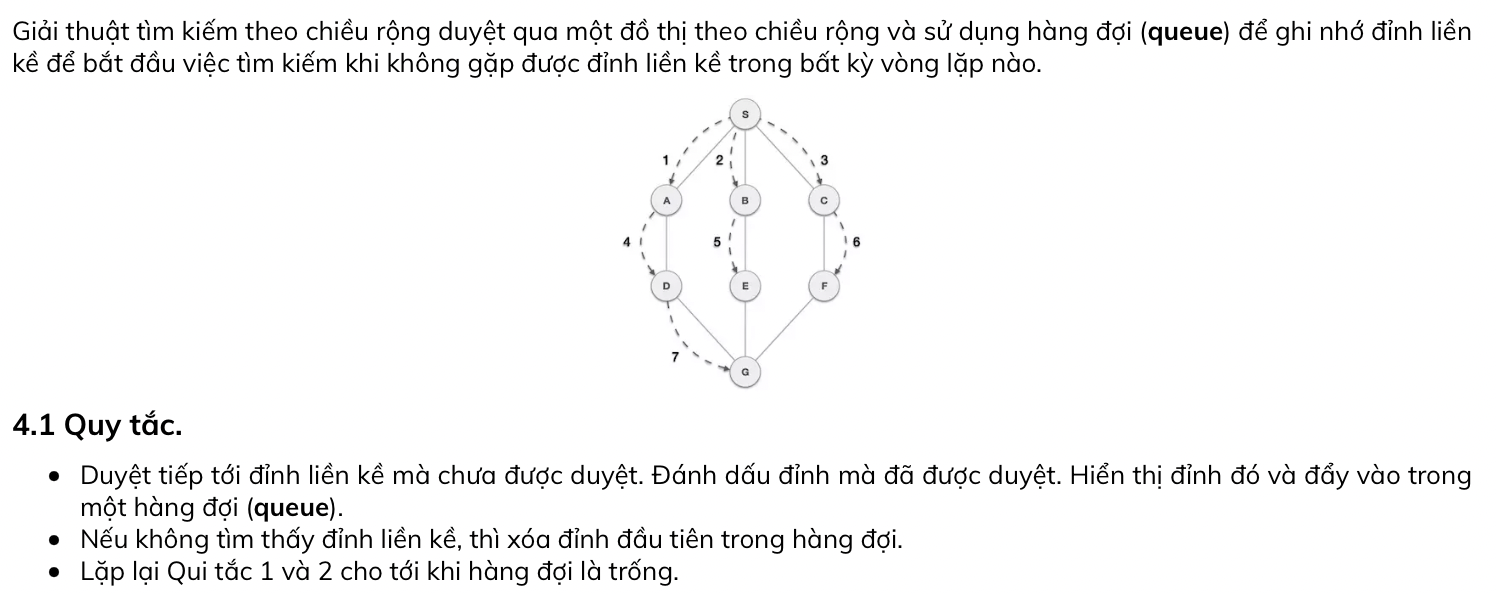 Giải thuật tìm kiếm theo chiều rộng duyệt qua một đồ thị theo chiều rộng và sử dụng hàng đợi (queue) để ghi nhớ đỉnh liền
kề để bắt đầu việc tìm kiếm khi không gặp được đỉnh liền kề trong bất kỳ vòng lặp nào.
S
1 2 3
A B C
4 5 6
D E F
7
G
4.1 Quy tắc.
• Duyệt tiếp tới đỉnh liền kề mà chưa được duyệt. Đánh dấu đỉnh mà đã được duyệt. Hiển thị đỉnh đó và đẩy vào trong
một hàng đợi (queue).
• Nếu không tìm thấy đỉnh liền kề, thì xóa đỉnh đầu tiên trong hàng đợi.
• Lặp lại Qui tắc 1 và 2 cho tới khi hàng đợi là trống.